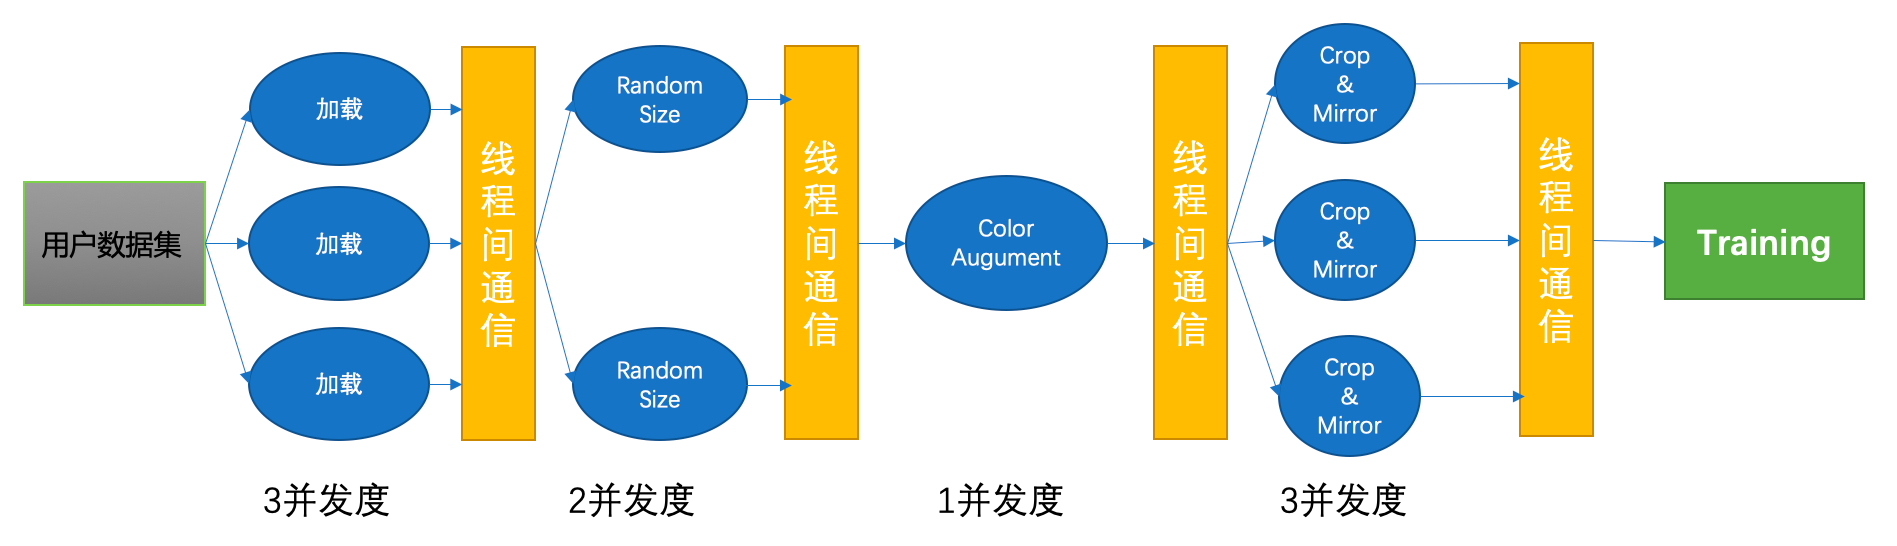 用户数据集
加载
加载
加载
线程间通信
Random
Size
Random
Size
线程间通信
Color
Augument
线程间通信
Crop
&
Mirror
Crop
&
Mirror
Crop
&
Mirror
线程间通信
Training
3并发度
2并发度
1并发度
3并发度